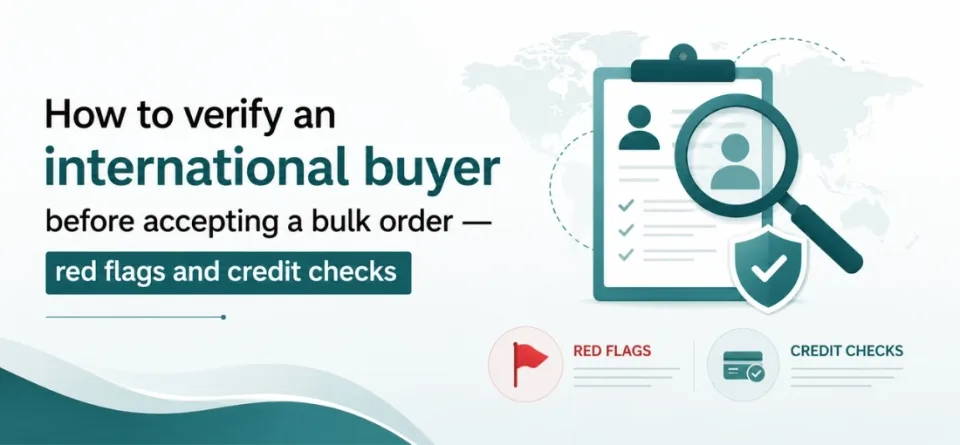 How to verify an
international buyer
before accepting a bulk order —
red flags and credit checks
RED FLAGS
CREDIT CHECKS